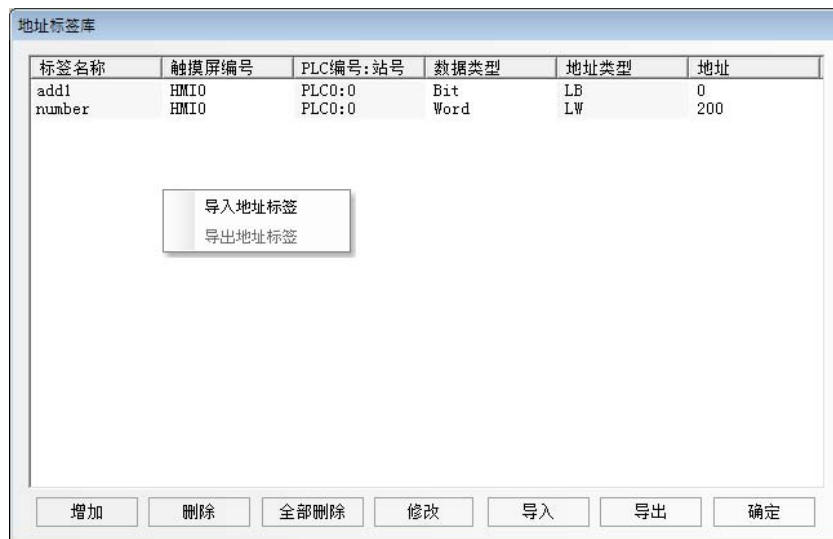 地址标签库
标签名称 触摸屏编号 PLC编号:站号 数据类型 地址类型 地址
add1 HMI0 PLC0:0 Bit LB 0
number HMI0 PLC0:0 Word LW 200
导入地址标签
导出地址标签
增加 删除 全部删除 修改 导入 导出 确定